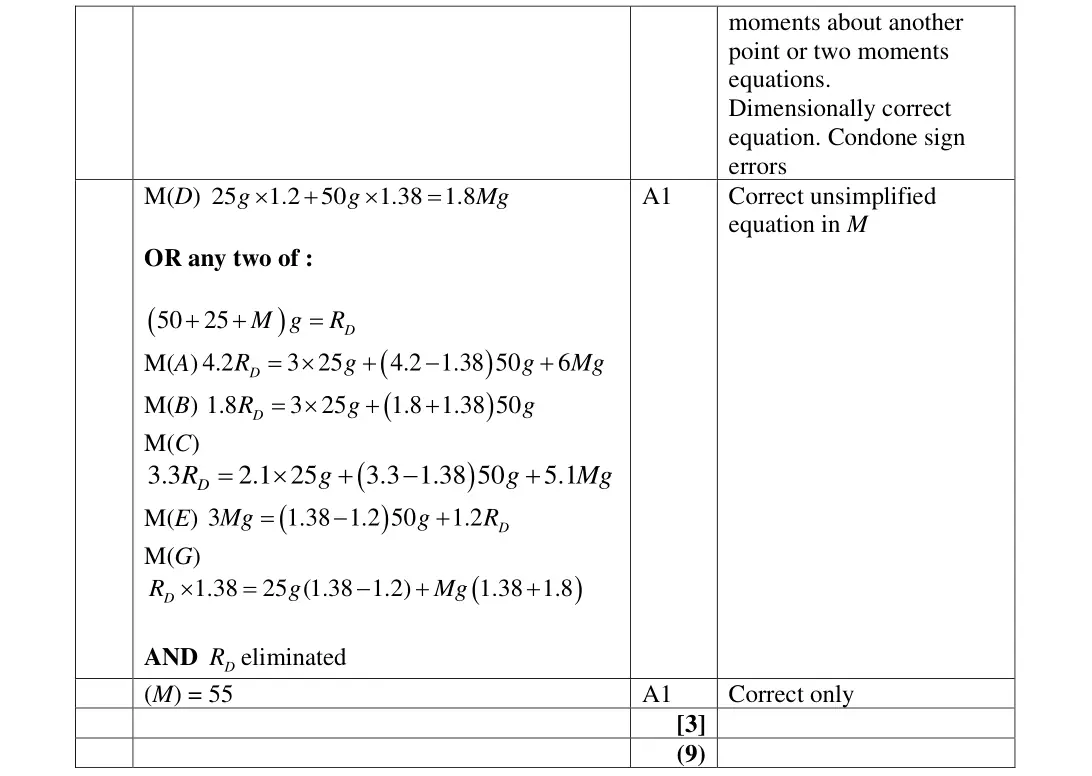 moments about another
point or two moments
equations.
Dimensionally correct
equation. Condone sign
errors
M(D) 25g ×1.2+50g ×1.38 =1.8Mg
A1
Correct unsimplified
equation in M
OR any two of :
(50+25+M)g = R_D
M(A) 4.2R_D = 3×25g +(4.2−1.38)50g +6Mg
M(B) 1.8R_D = 3×25g +(1.8+1.38)50g
M(C)
3.3R_D = 2.1×25g +(3.3−1.38)50g +5.1Mg
M(E) 3Mg =(1.38−1.2)50g +1.2R_D
M(G)
R_D ×1.38 = 25g(1.38−1.2)+Mg(1.38+1.8)
AND R_D eliminated
(M) = 55
A1
Correct only
[3]
(9)